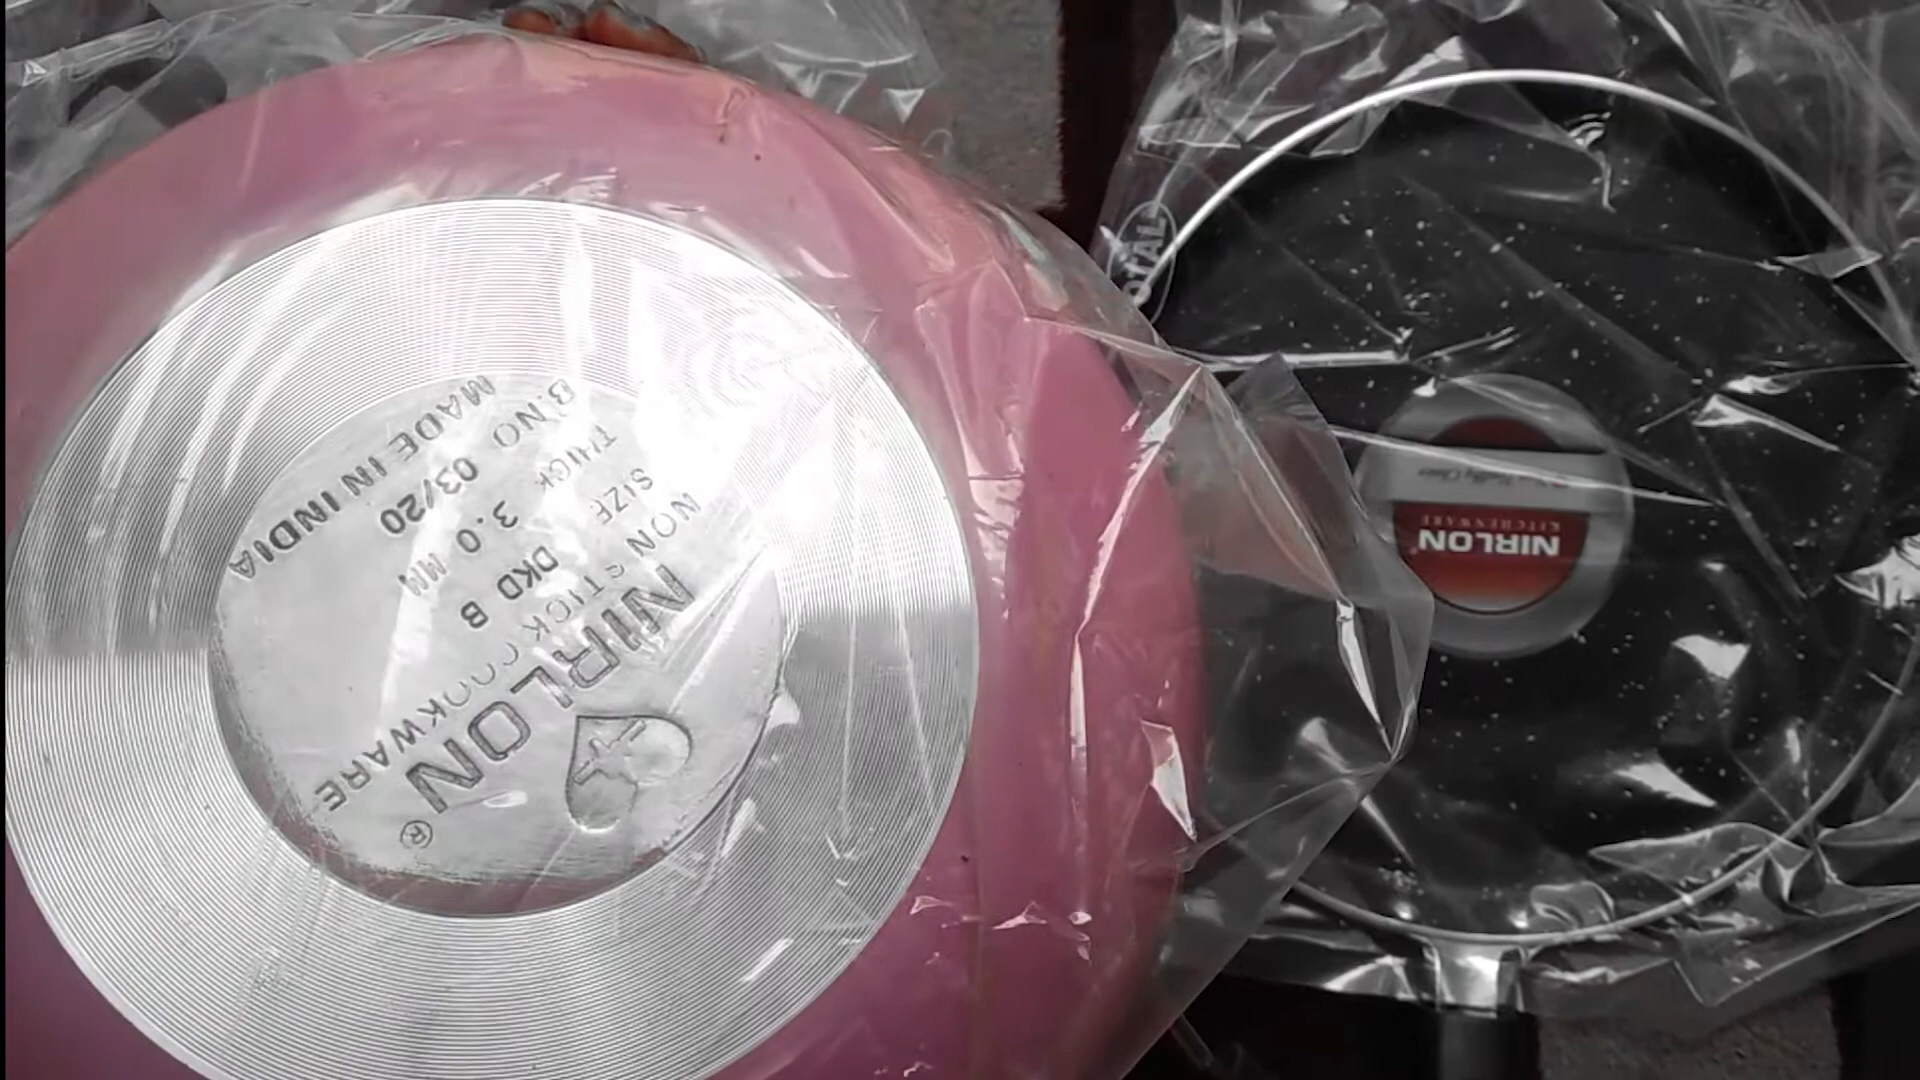 NIRLON®
NON STICK COOKWARE
SIZE DKD B
THICK 3.0 MM
B.NO 03/20
MADE IN INDIA
NIRLON
KITCHENWARE